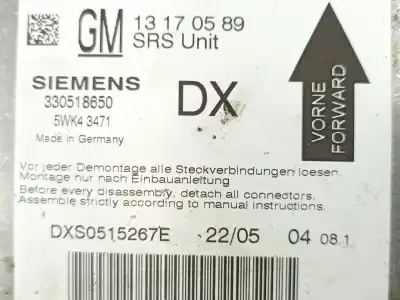 GM 13 17 05 89
SRS Unit
SIEMENS
330518650
5WK4 3471
Made in Germany
DX
VORNE
FORWARD
Vor jeder Demontage alle Steckverbindungen loesen.
Montage nur nach Einbauanleitung
Before every disassembly, detach all connectors.
Assemble strictly according to manual instructions.
DXS0515267E 22/05 04 08.1